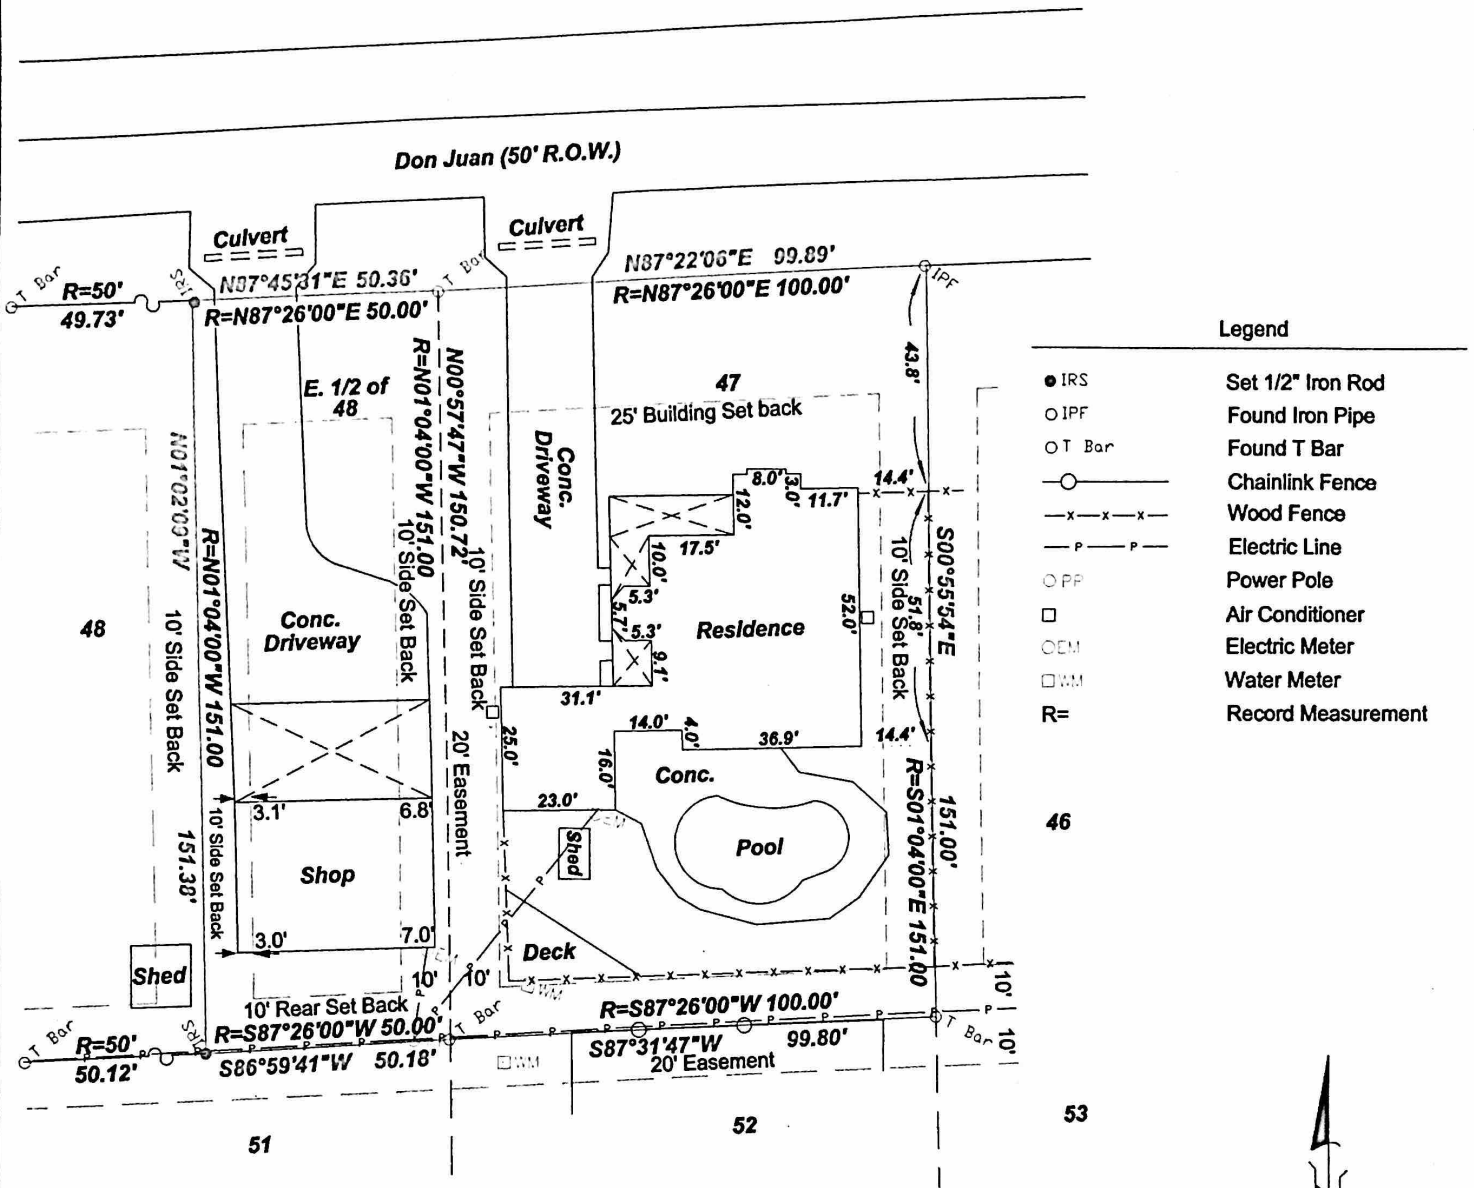 Don Juan (50' R.O.W.)
Culvert
Culvert
N87°45'31"E 50.36'
R=N87°26'00"E 50.00'
N87°22'06"E 99.89'
R=N87°26'00"E 100.00'
T Bar
R=50'
49.73'
IRS
T Bar
IPF
E. 1/2 of
48
47
25' Building Set back
43.8'
Conc.
Driveway
N01°02'09"W
151.38'
R=N01°04'00"W 151.00
10' Side Set Back
48
R=N01°04'00"W 151.00
N00°57'47"W 150.72'
10' Side Set Back
10' Side Set Back
20' Easement
Conc.
Driveway
8.0'
3.0'
12.0'
11.7'
14.4'
17.5'
10.0'
5.3'
5.7'
5.3'
9.1'
Residence
52.0'
10' Side Set Back
51.8'
S00°55'54"E
151.00'
R=S01°04'00"E 151.00
31.1'
25.0'
14.0'
4.0'
36.9'
14.4'
16.0'
23.0'
Conc.
Pool
Shed
EM
Deck
WM
10' Side Set Back
3.1'
6.8'
Shop
3.0'
7.0'
EM
Shed
10'
10'
10' Rear Set Back
IRS
T Bar
R=50'
50.12'
R=S87°26'00"W 50.00'
S86°59'41"W 50.18'
T Bar
R=S87°26'00"W 100.00'
S87°31'47"W 99.80'
20' Easement
WM
T Bar
10'
10'
P
P
P
P
P
P
P
P
P
P
P
P
P
46
51
52
53
Legend
IRS Set 1/2" Iron Rod
IPF Found Iron Pipe
T Bar Found T Bar
Chainlink Fence
x x x Wood Fence
P P Electric Line
PP Power Pole
Air Conditioner
EM Electric Meter
WM Water Meter
R= Record Measurement